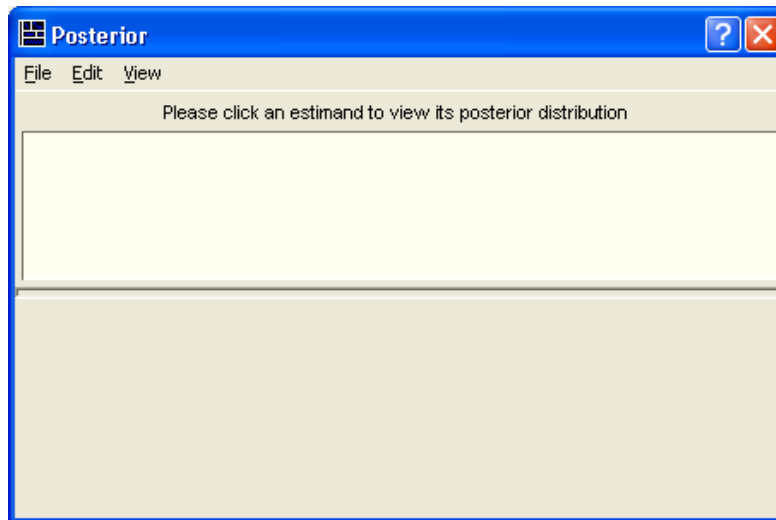 Posterior
File Edit View
Please click an estimand to view its posterior distribution